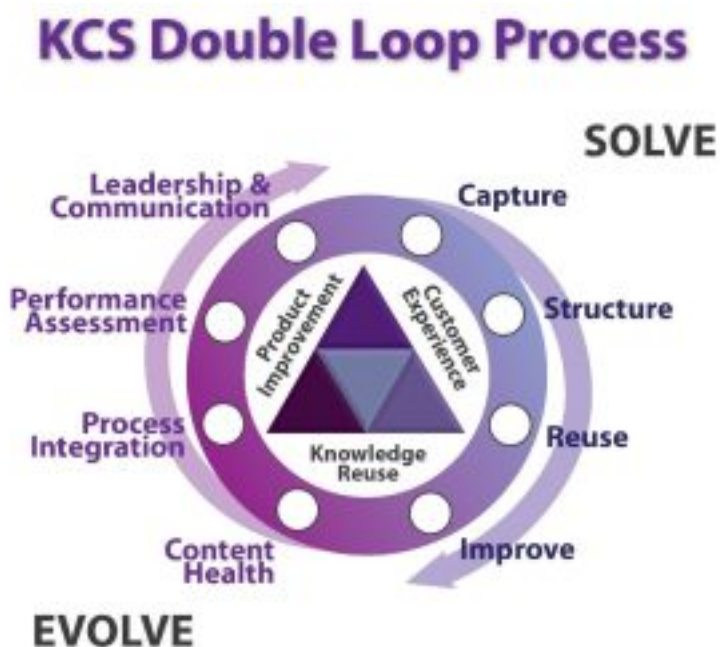 KCS Double Loop Process
SOLVE
Leadership &
Communication
Capture
Performance
Assessment
Structure
Product
Improvement
Customer
Experience
Process
Integration
Reuse
Knowledge
Reuse
Content
Health
Improve
EVOLVE